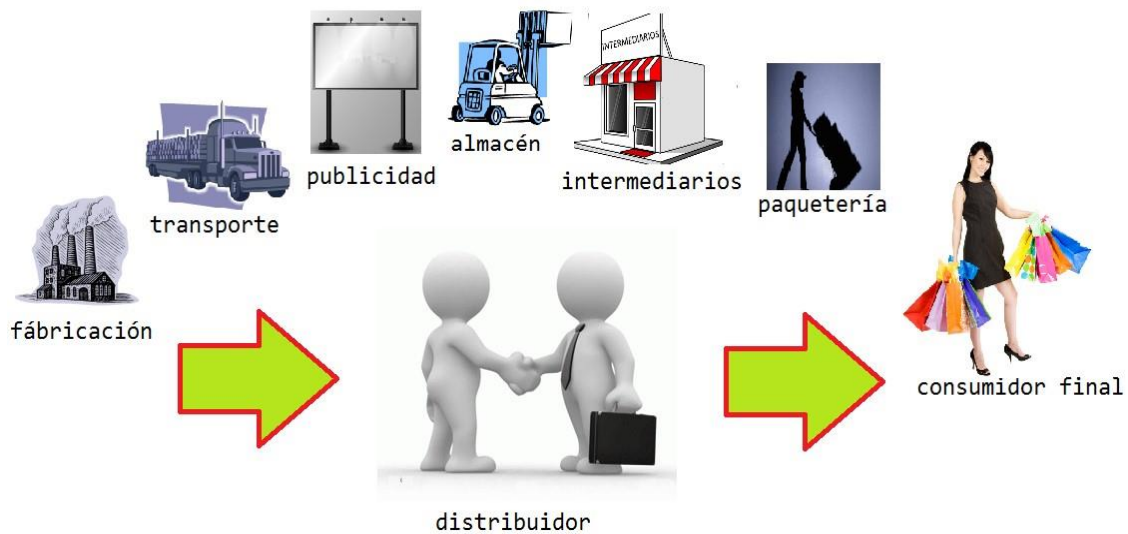 INTERMEDIARIOS
publicidad
almacén
intermediarios
transporte
paquetería
fábricación
consumidor final
distribuidor